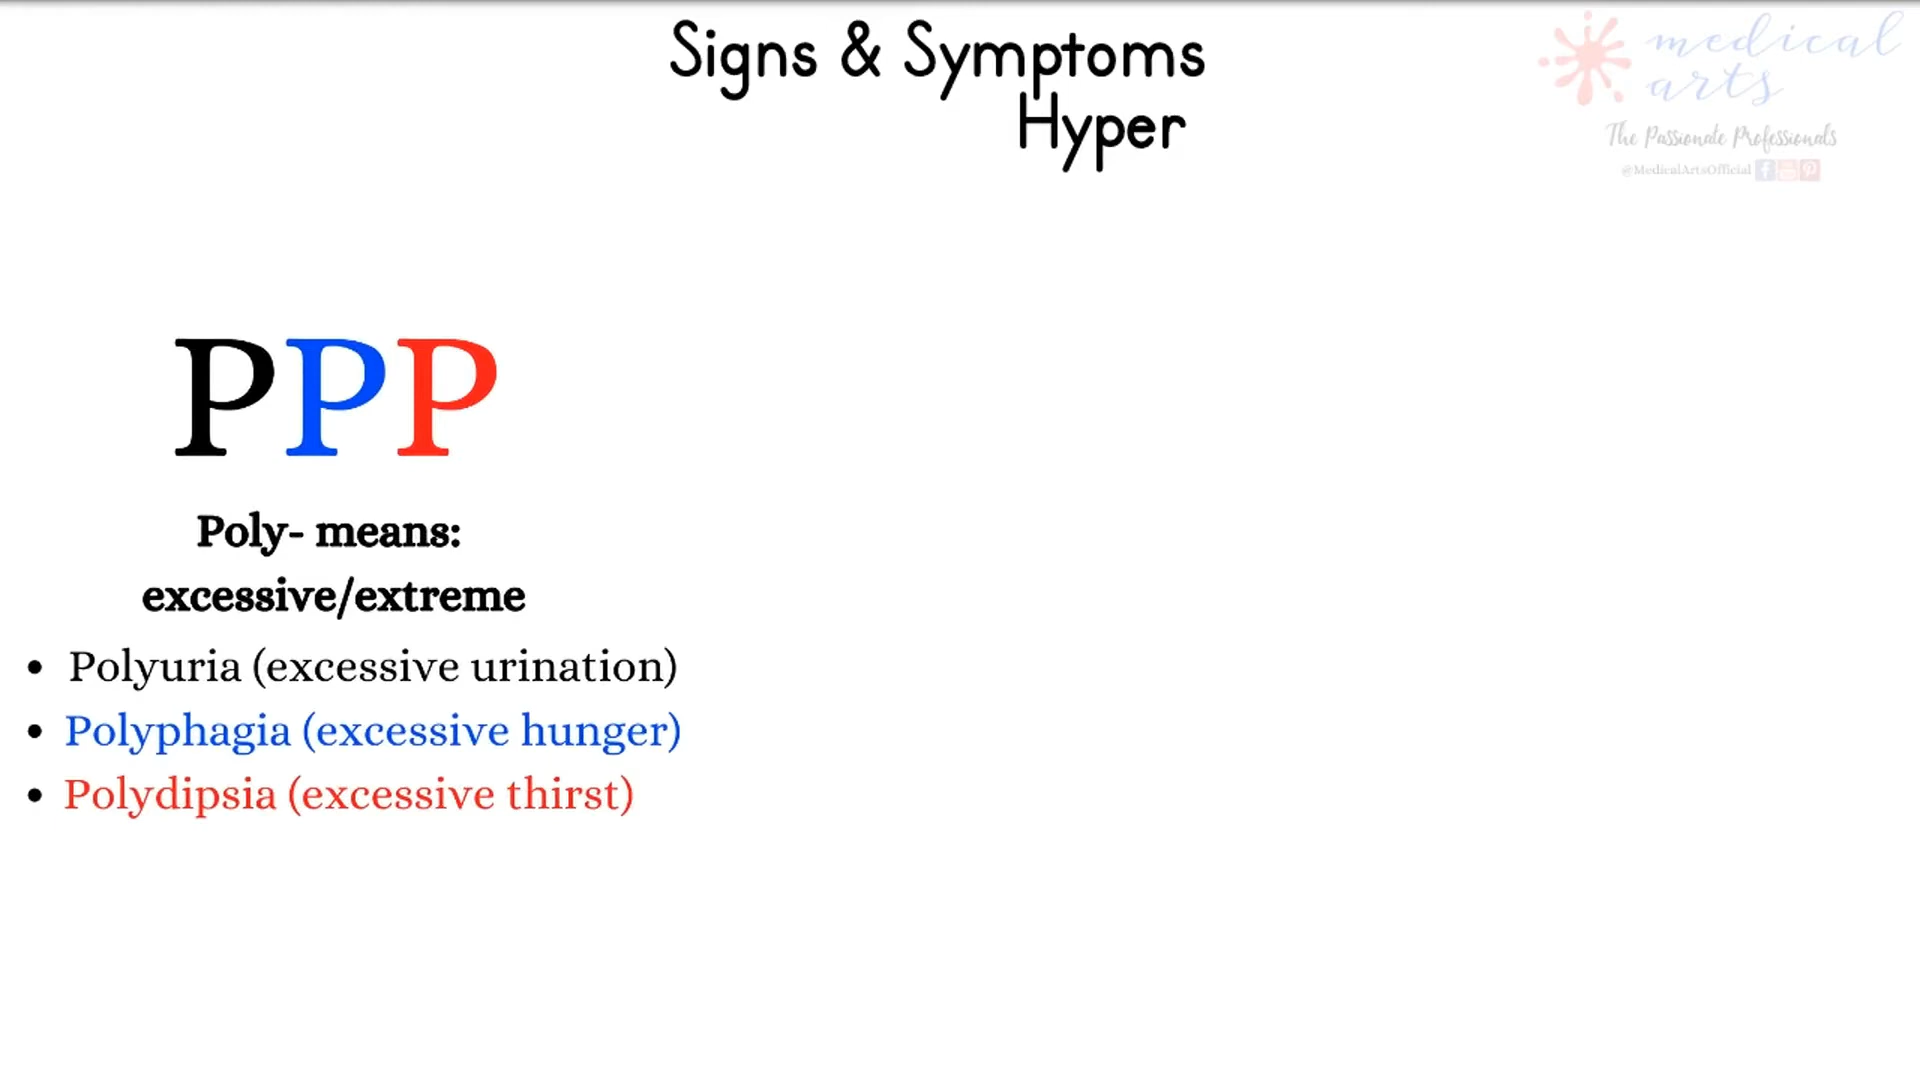 Signs & Symptoms
Hyper
medical
arts
The Passionate Professionals
@MedicalArtsOfficial
PPP
Poly- means:
excessive/extreme
• Polyuria (excessive urination)
• Polyphagia (excessive hunger)
• Polydipsia (excessive thirst)